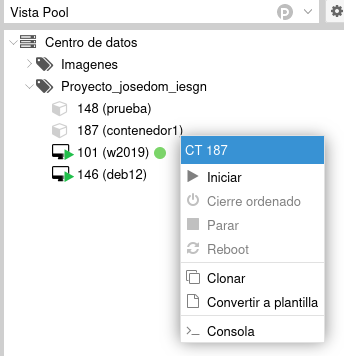 Vista Pool
Centro de datos
Imagenes
Proyecto_josedom_iesgn
148 (prueba)
187 (contenedor1)
101 (w2019)
146 (deb12)
CT 187
Iniciar
Cierre ordenado
Parar
Reboot
Clonar
Convertir a plantilla
Consola